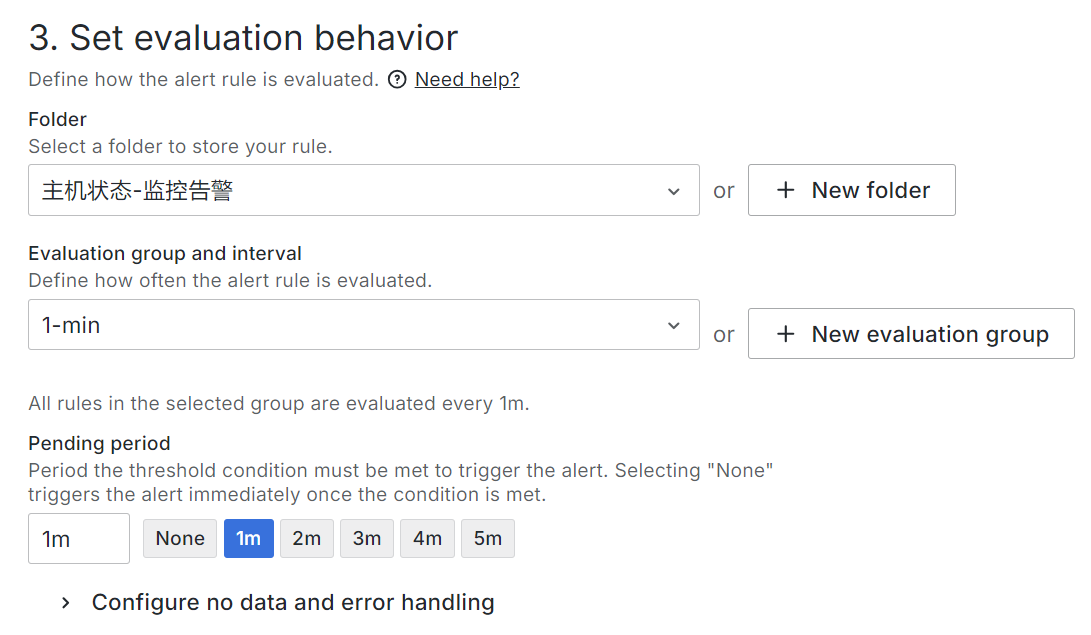 3. Set evaluation behavior
Define how the alert rule is evaluated. Need help?
Folder
Select a folder to store your rule.
主机状态-监控告警 or + New folder
Evaluation group and interval
Define how often the alert rule is evaluated.
1-min or + New evaluation group
All rules in the selected group are evaluated every 1m.
Pending period
Period the threshold condition must be met to trigger the alert. Selecting "None"
triggers the alert immediately once the condition is met.
1m None 1m 2m 3m 4m 5m
Configure no data and error handling